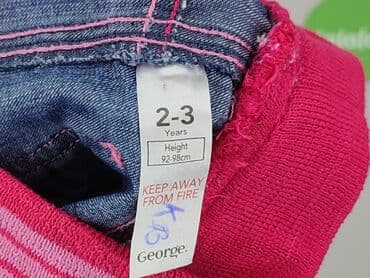 2-3
Years
Height
92-98cm
KEEP AWAY
FROM FIRE
George.